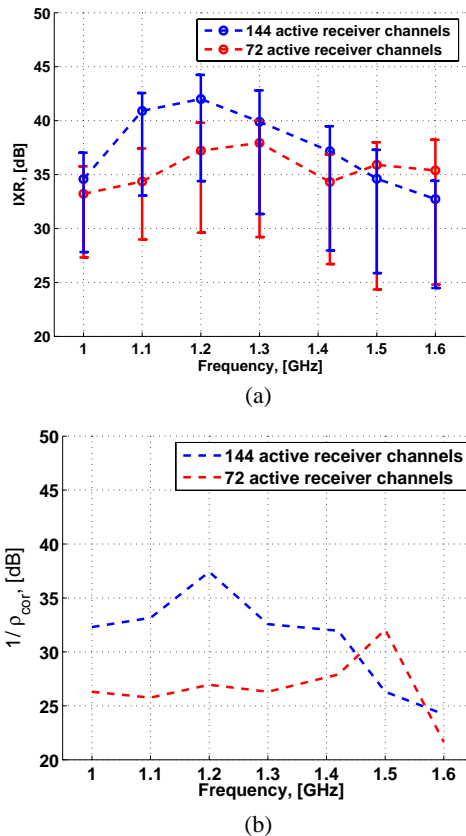 50
144 active receiver channels
72 active receiver channels
45
40
35
30
25
20
IXR, [dB]
1 1.1 1.2 1.3 1.4 1.5 1.6
Frequency, [GHz]
(a)
50
144 active receiver channels
72 active receiver channels
45
40
35
30
25
20
1/ ρcor, [dB]
1 1.1 1.2 1.3 1.4 1.5 1.6
Frequency, [GHz]
(b)